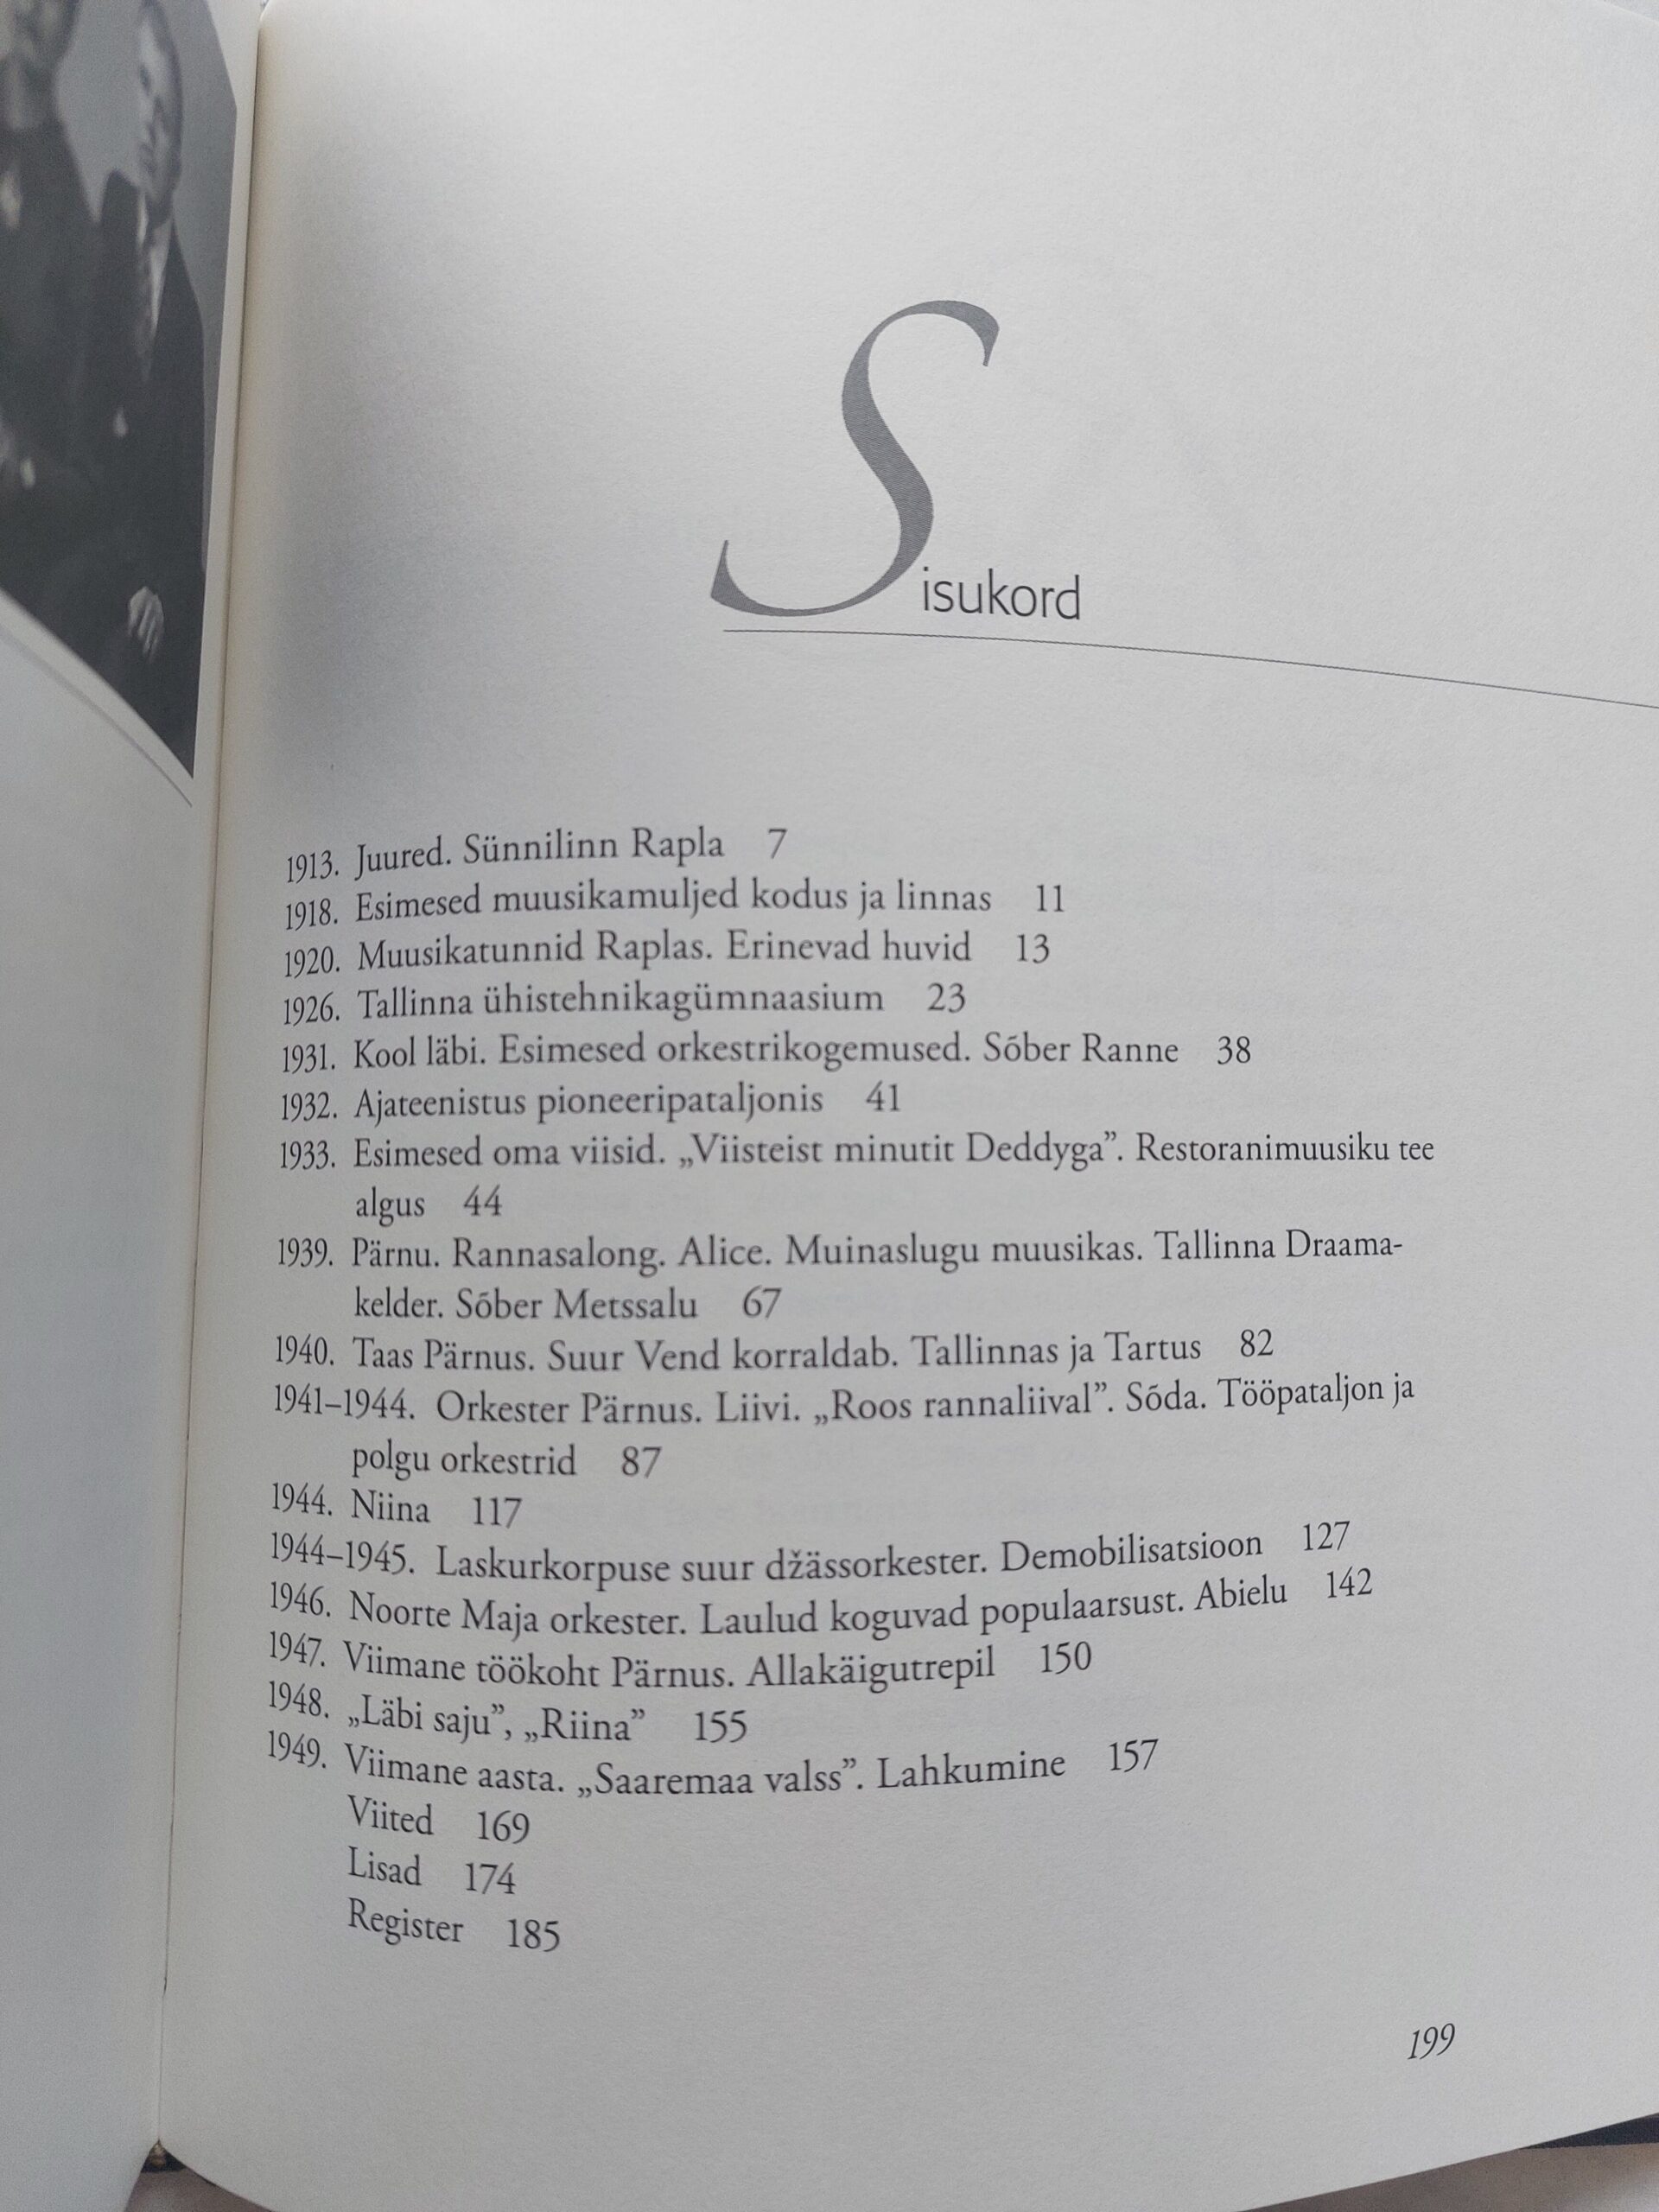 Sisukord
1913. Juured. Sünnilinn Rapla 7
1918. Esimesed muusikamuljed kodus ja linnas 11
1920. Muusikatunnid Raplas. Erinevad huvid 13
1926. Tallinna ühistehnikagümnaasium 23
1931. Kool läbi. Esimesed orkestrikogemused. Sõber Ranne 38
1932. Ajateenistus pioneeripataljonis 41
1933. Esimesed oma viisid. „Viisteist minutit Deddyga”. Restoranimuusiku tee
algus 44
1939. Pärnu. Rannasalong. Alice. Muinaslugu muusikas. Tallinna Draama-
kelder. Sõber Metssalu 67
1940. Taas Pärnus. Suur Vend korraldab. Tallinnas ja Tartus 82
1941–1944. Orkester Pärnus. Liivi. „Roos rannaliival”. Sõda. Tööpataljon ja
polgu orkestrid 87
1944. Niina 117
1944–1945. Laskurkorpuse suur džässorkester. Demobilisatsioon 127
1946. Noorte Maja orkester. Laulud koguvad populaarsust. Abielu 142
1947. Viimane töökoht Pärnus. Allakäigutrepil 150
1948. „Läbi saju”, „Riina” 155
1949. Viimane aasta. „Saaremaa valss”. Lahkumine 157
Viited 169
Lisad 174
Register 185
199